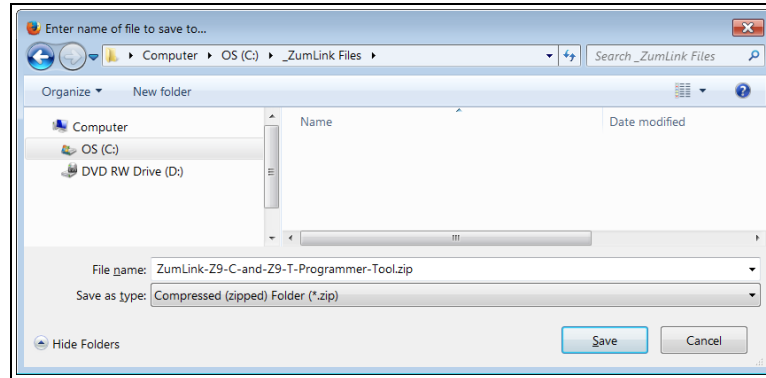 Enter name of file to save to...
Computer OS (C:) _ZumLink Files Search _ZumLink Files
Organize New folder
Computer Name Date modified
OS (C:)
DVD RW Drive (D:)
File name: ZumLink-Z9-C-and-Z9-T-Programmer-Tool.zip
Save as type: Compressed (zipped) Folder (*.zip)
Hide Folders Save Cancel